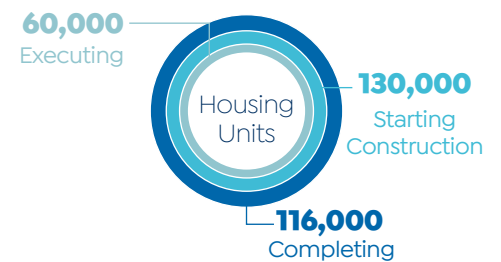 60,000
Executing
Housing
Units
130,000
Starting
Construction
116,000
Completing